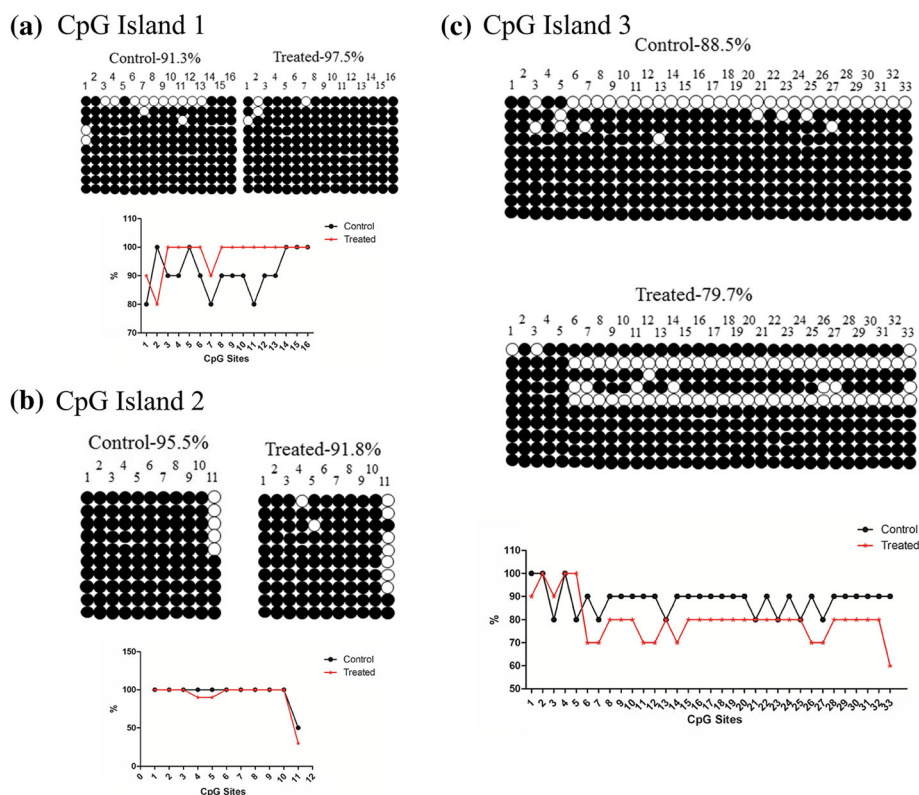 (a) CpG Island 1
Control-91.3%
Treated-97.5%
2 4 6 8 10 12 14 16
1 3 5 7 9 11 13 15
2 4 6 8 10 12 14 16
1 3 5 7 9 11 13 15
110
100
90
80
70
%
1 2 3 4 5 6 7 8 9 10 11 12 13 14 15 16
CpG Sites
Control
Treated
(b) CpG Island 2
Control-95.5%
Treated-91.8%
2 4 6 8 10
1 3 5 7 9 11
2 4 6 8 10
1 3 5 7 9 11
150
100
50
0
%
0 1 2 3 4 5 6 7 8 9 10 11 12
CpG Sites
Control
Treated
(c) CpG Island 3
Control-88.5%
2 4 6 8 10 12 14 16 18 20 22 24 26 28 30 32
1 3 5 7 9 11 13 15 17 19 21 23 25 27 29 31 33
Treated-79.7%
2 4 6 8 10 12 14 16 18 20 22 24 26 28 30 32
1 3 5 7 9 11 13 15 17 19 21 23 25 27 29 31 33
Control
Treated
110
100
90
80
70
60
50
%
1 2 3 4 5 6 7 8 9 10 11 12 13 14 15 16 17 18 19 20 21 22 23 24 25 26 27 28 29 30 31 32 33
CpG Sites